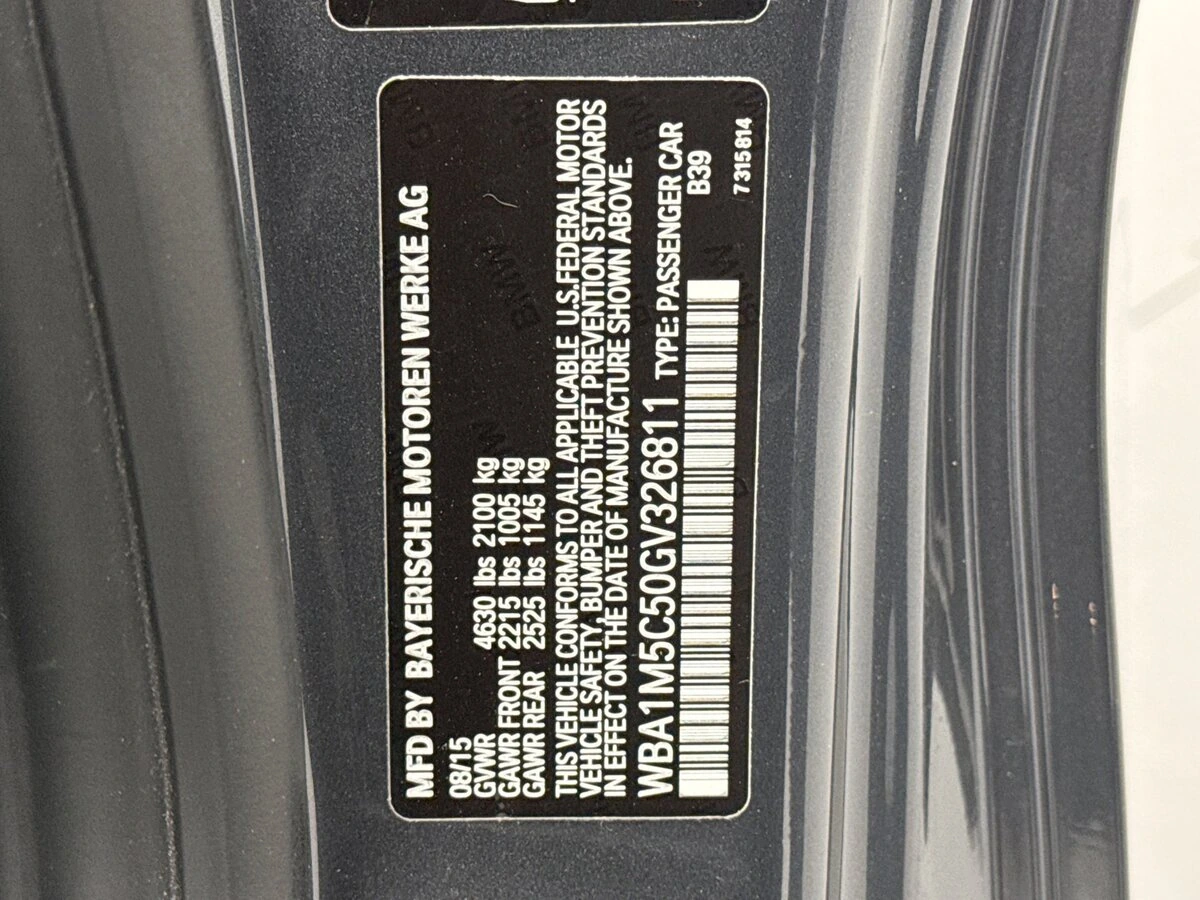 MFD BY BAYERISCHE MOTOREN WERKE AG
08/15
GVWR 4630 lbs 2100 kg
GAWR FRONT 2215 lbs 1005 kg
GAWR REAR 2525 lbs 1145 kg
THIS VEHICLE CONFORMS TO ALL APPLICABLE U.S.FEDERAL MOTOR
VEHICLE SAFETY, BUMPER AND THEFT PREVENTION STANDARDS
IN EFFECT ON THE DATE OF MANUFACTURE SHOWN ABOVE.
WBA1M5C50GV326811 TYPE: PASSENGER CAR
B39
7315814